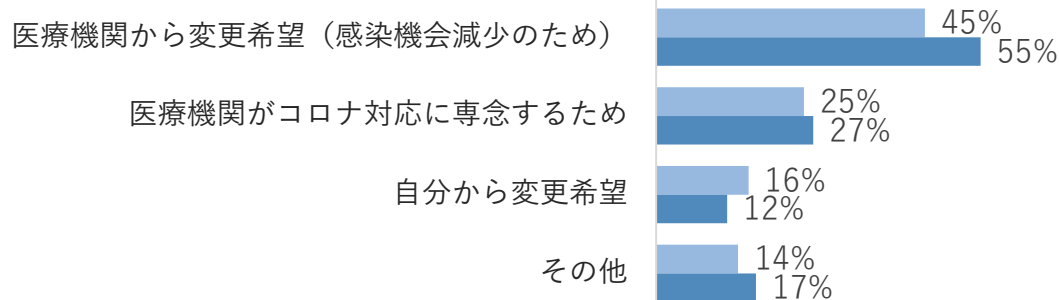 医療機関から変更希望（感染機会減少のため）
45%
55%
医療機関がコロナ対応に専念するため
25%
27%
自分から変更希望
16%
12%
その他
14%
17%